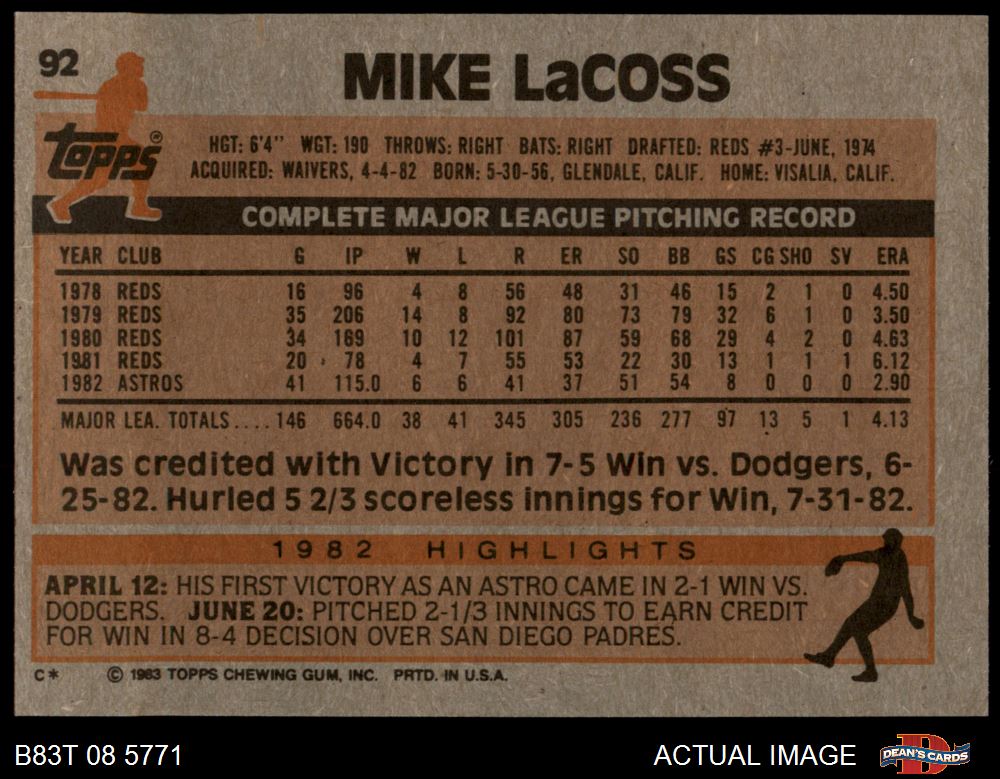 92
MIKE LaCOSS
Topps®
HGT: 6'4" WGT: 190 THROWS: RIGHT BATS: RIGHT DRAFTED: REDS #3-JUNE, 1974
ACQUIRED: WAIVERS, 4-4-82 BORN: 5-30-56, GLENDALE, CALIF. HOME: VISALIA, CALIF.
COMPLETE MAJOR LEAGUE PITCHING RECORD
YEAR CLUB G IP W L R ER SO BB GS CG SHO SV ERA
1978 REDS 16 96 4 8 56 48 31 46 15 2 1 0 4.50
1979 REDS 35 206 14 8 92 80 73 79 32 6 1 0 3.50
1980 REDS 34 169 10 12 101 87 59 68 29 4 2 0 4.63
1981 REDS 20 78 4 7 55 53 22 30 13 1 1 1 6.12
1982 ASTROS 41 115.0 6 6 41 37 51 54 8 0 0 0 2.90
MAJOR LEA. TOTALS.... 146 664.0 38 41 345 305 236 277 97 13 5 1 4.13
Was credited with Victory in 7-5 Win vs. Dodgers, 6-
25-82. Hurled 5 2/3 scoreless innings for Win, 7-31-82.
1982 HIGHLIGHTS
APRIL 12: HIS FIRST VICTORY AS AN ASTRO CAME IN 2-1 WIN VS.
DODGERS. JUNE 20: PITCHED 2-1/3 INNINGS TO EARN CREDIT
FOR WIN IN 8-4 DECISION OVER SAN DIEGO PADRES.
C* © 1983 TOPPS CHEWING GUM, INC. PRTD. IN U.S.A.
B83T 08 5771 ACTUAL IMAGE DEAN'S CARDS